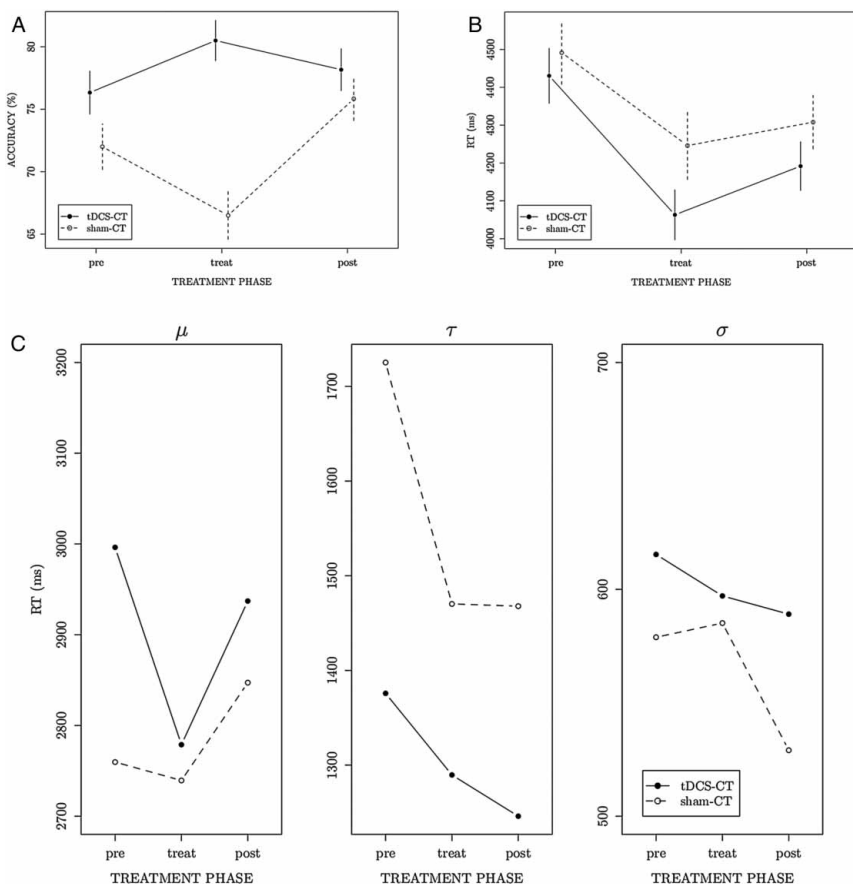 A
ACCURACY (%)
80
75
70
65
tDCS-CT
sham-CT
pre treat post
TREATMENT PHASE
B
RT (ms)
4500
4400
4300
4200
4100
4000
tDCS-CT
sham-CT
pre treat post
TREATMENT PHASE
C
μ
RT (ms)
3200
3100
3000
2900
2800
2700
pre treat post
TREATMENT PHASE
τ
1700
1600
1500
1400
1300
pre treat post
TREATMENT PHASE
σ
700
600
500
tDCS-CT
sham-CT
pre treat post
TREATMENT PHASE